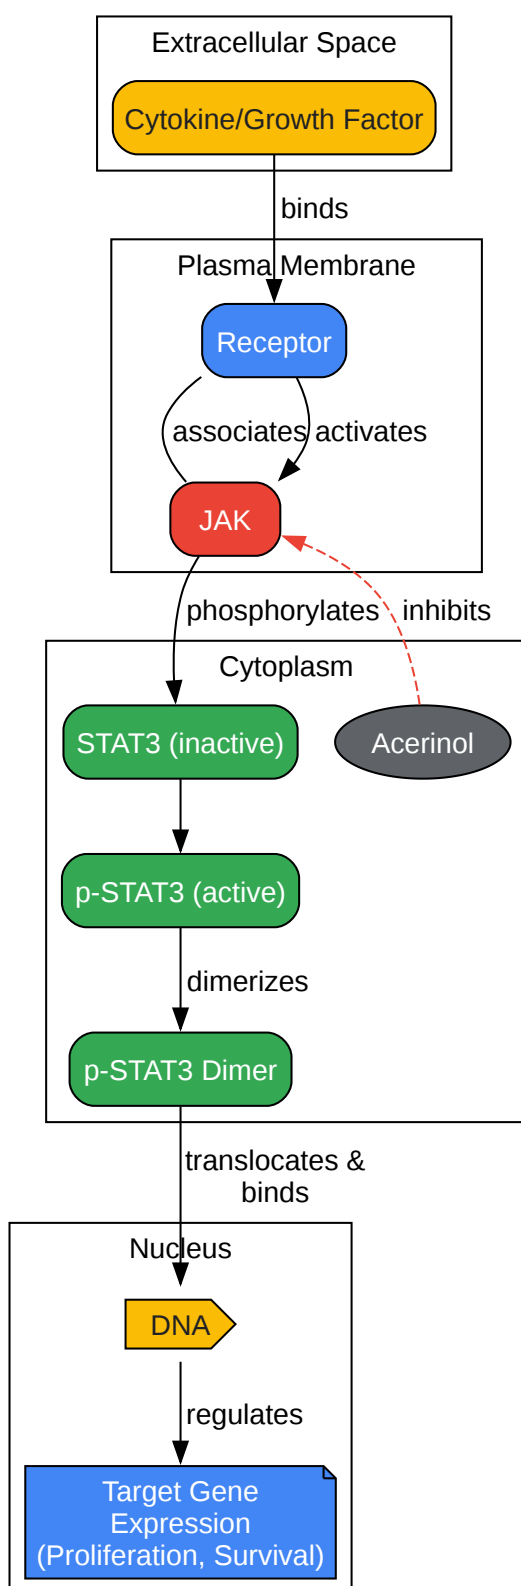 Extracellular Space
Cytokine/Growth Factor
binds
Plasma Membrane
Receptor
associates
activates
JAK
phosphorylates
inhibits
Cytoplasm
STAT3 (inactive)
Acerinol
p-STAT3 (active)
dimerizes
p-STAT3 Dimer
translocates &
binds
Nucleus
DNA
regulates
Target Gene
Expression
(Proliferation, Survival)